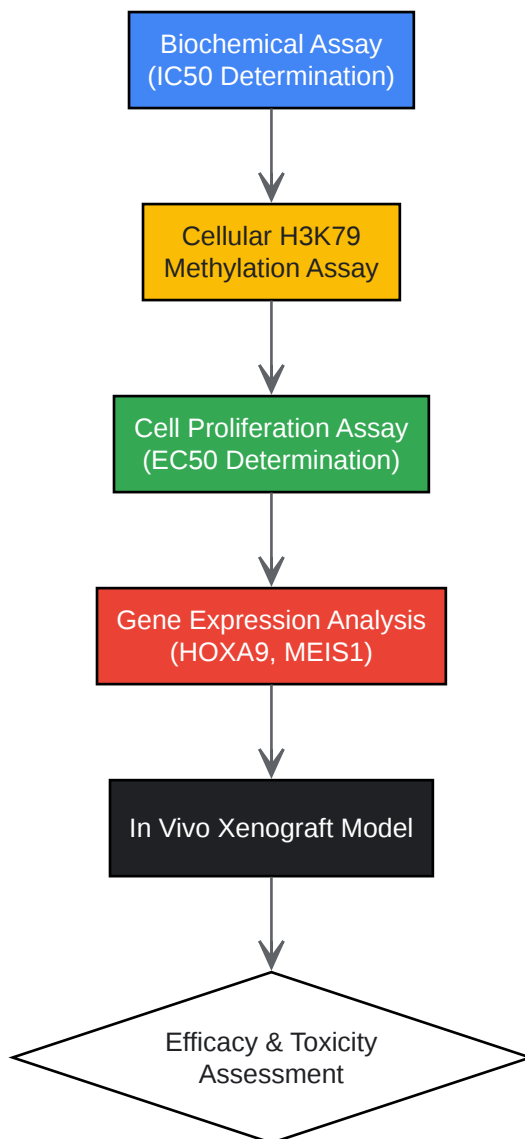 Biochemical Assay
(IC50 Determination)
Cellular H3K79
Methylation Assay
Cell Proliferation Assay
(EC50 Determination)
Gene Expression Analysis
(HOXA9, MEIS1)
In Vivo Xenograft Model
Efficacy & Toxicity
Assessment